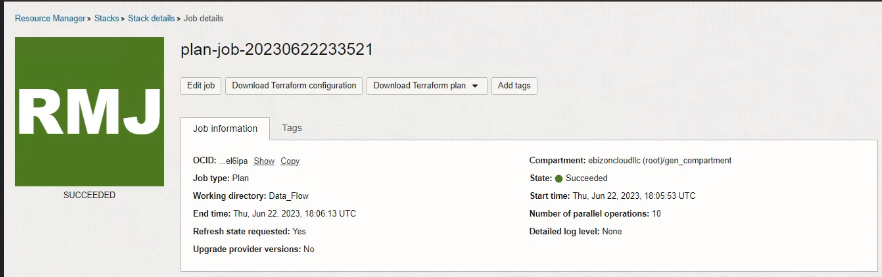 Resource Manager » Stacks » Stack details » Job details
RMJ
SUCCEEDED
plan-job-20230622233521
Edit job Download Terraform configuration Download Terraform plan Add tags
Job information Tags
OCID: ...el6ipa Show Copy
Compartment: ebizoncloudllc (root)/gen_compartment
Job type: Plan
State: Succeeded
Working directory: Data_Flow
Start time: Thu, Jun 22, 2023, 18:05:53 UTC
End time: Thu, Jun 22, 2023, 18:06:13 UTC
Number of parallel operations: 10
Refresh state requested: Yes
Detailed log level: None
Upgrade provider versions: No